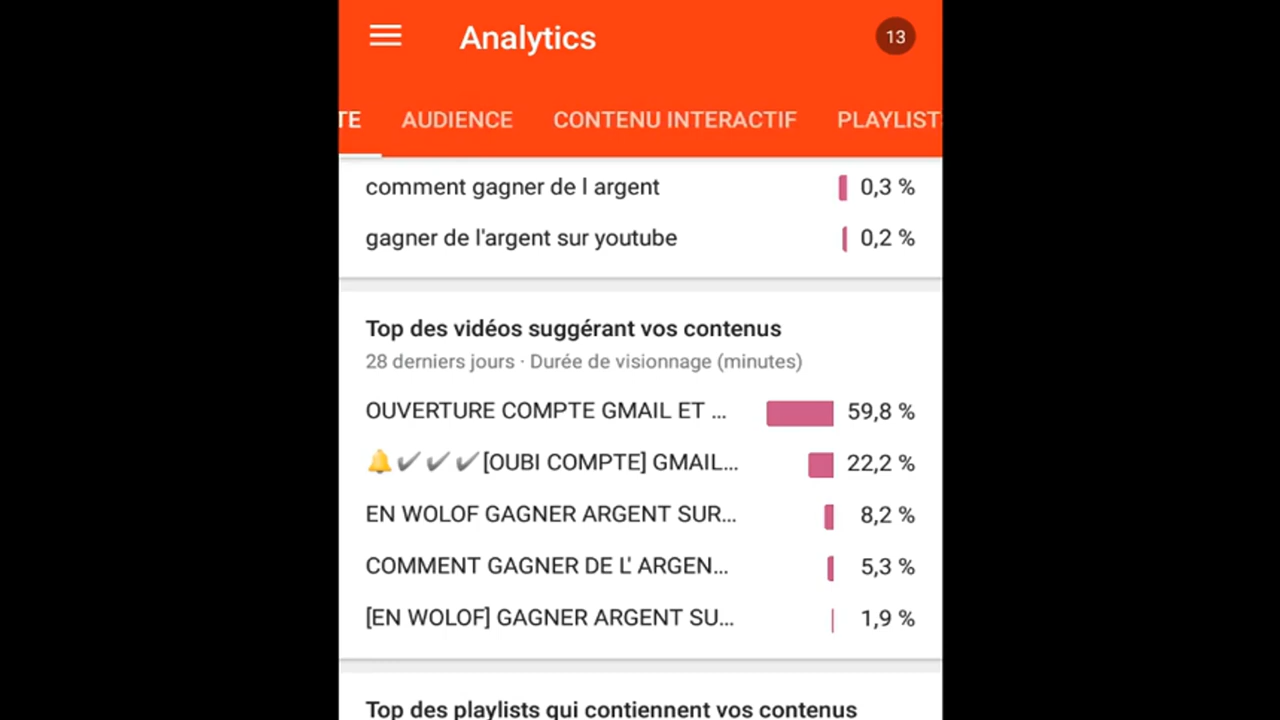 Analytics
13
TE AUDIENCE CONTENU INTERACTIF PLAYLIST
comment gagner de l argent 0,3 %
gagner de l'argent sur youtube 0,2 %
Top des vidéos suggérant vos contenus
28 derniers jours · Durée de visionnage (minutes)
OUVERTURE COMPTE GMAIL ET ... 59,8 %
🔔✔✔✔[OUBI COMPTE] GMAIL... 22,2 %
EN WOLOF GAGNER ARGENT SUR... 8,2 %
COMMENT GAGNER DE L' ARGEN... 5,3 %
[EN WOLOF] GAGNER ARGENT SU... 1,9 %
Top des playlists qui contiennent vos contenus